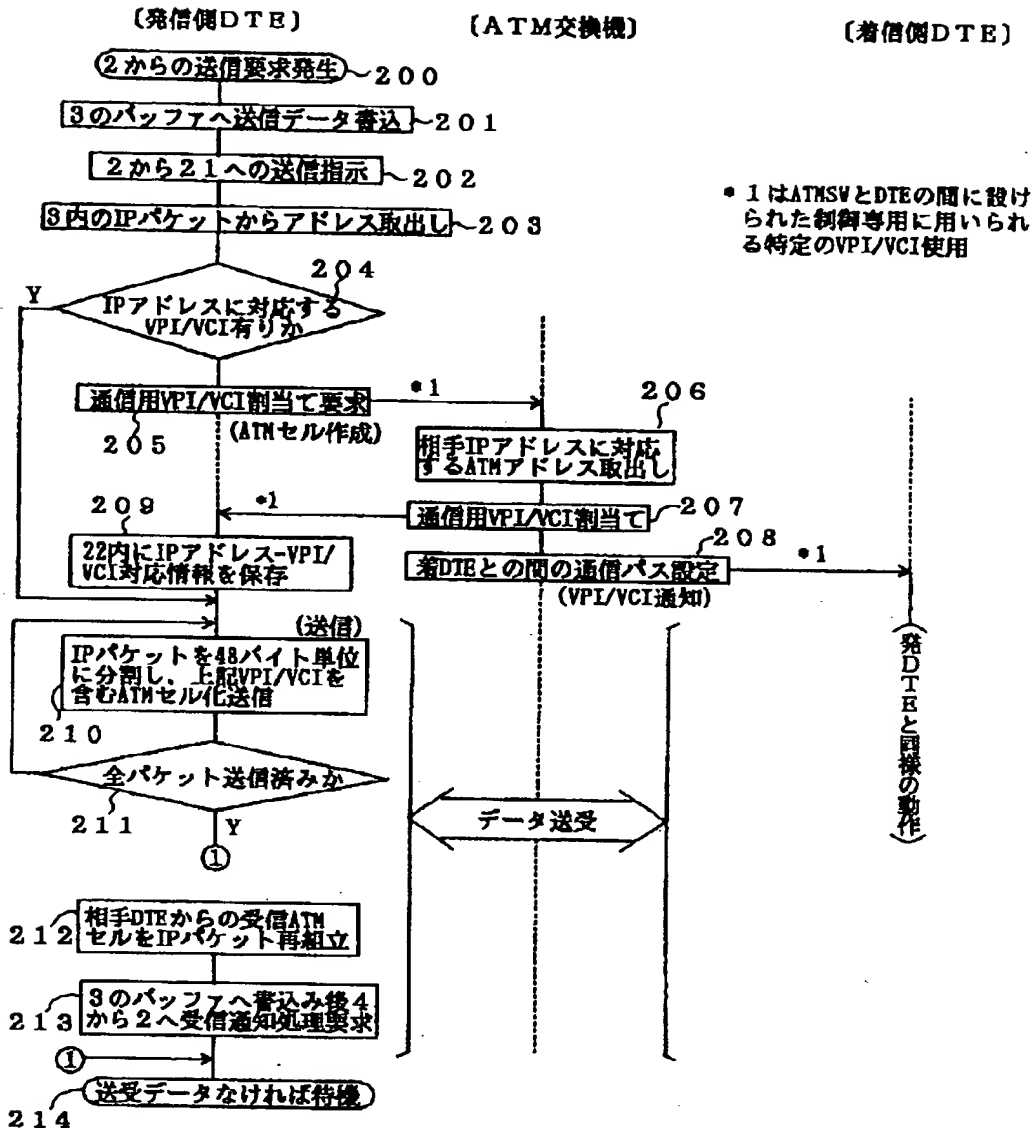 〔発信側DTE〕
〔ATM交換機〕
〔着信側DTE〕
2からの送信要求発生
200
3のバッファへ送信データ書込
201
2から21への送信指示
202
3内のIPパケットからアドレス取出し
203
*1はATMSWとDTEの間に設け
られた制御専用に用いられ
る特定のVPI/VCI使用
204
Y
IPアドレスに対応する
VPI/VCI有りか
通信用VPI/VCI割当て要求
*1
(ATMセル作成)
205
206
相手IPアドレスに対応
するATMアドレス取出し
*1
通信用VPI/VCI割当て
207
209
22内にIPアドレス-VPI/
VCI対応情報を保存
208
着DTEとの間の通信パス設定
*1
(VPI/VCI通知)
(送信)
IPパケットを48バイト単位
に分割し、上記VPI/VCIを
含むATMセル化送信
210
全パケット送信済みか
211
Y
①
データ送受
(発DTEと同様の動作)
相手DTEからの受信ATM
セルをIPパケット再組立
212
3のバッファへ書込み後4
から2へ受信通知処理要求
213
①
送受データなければ待機
214